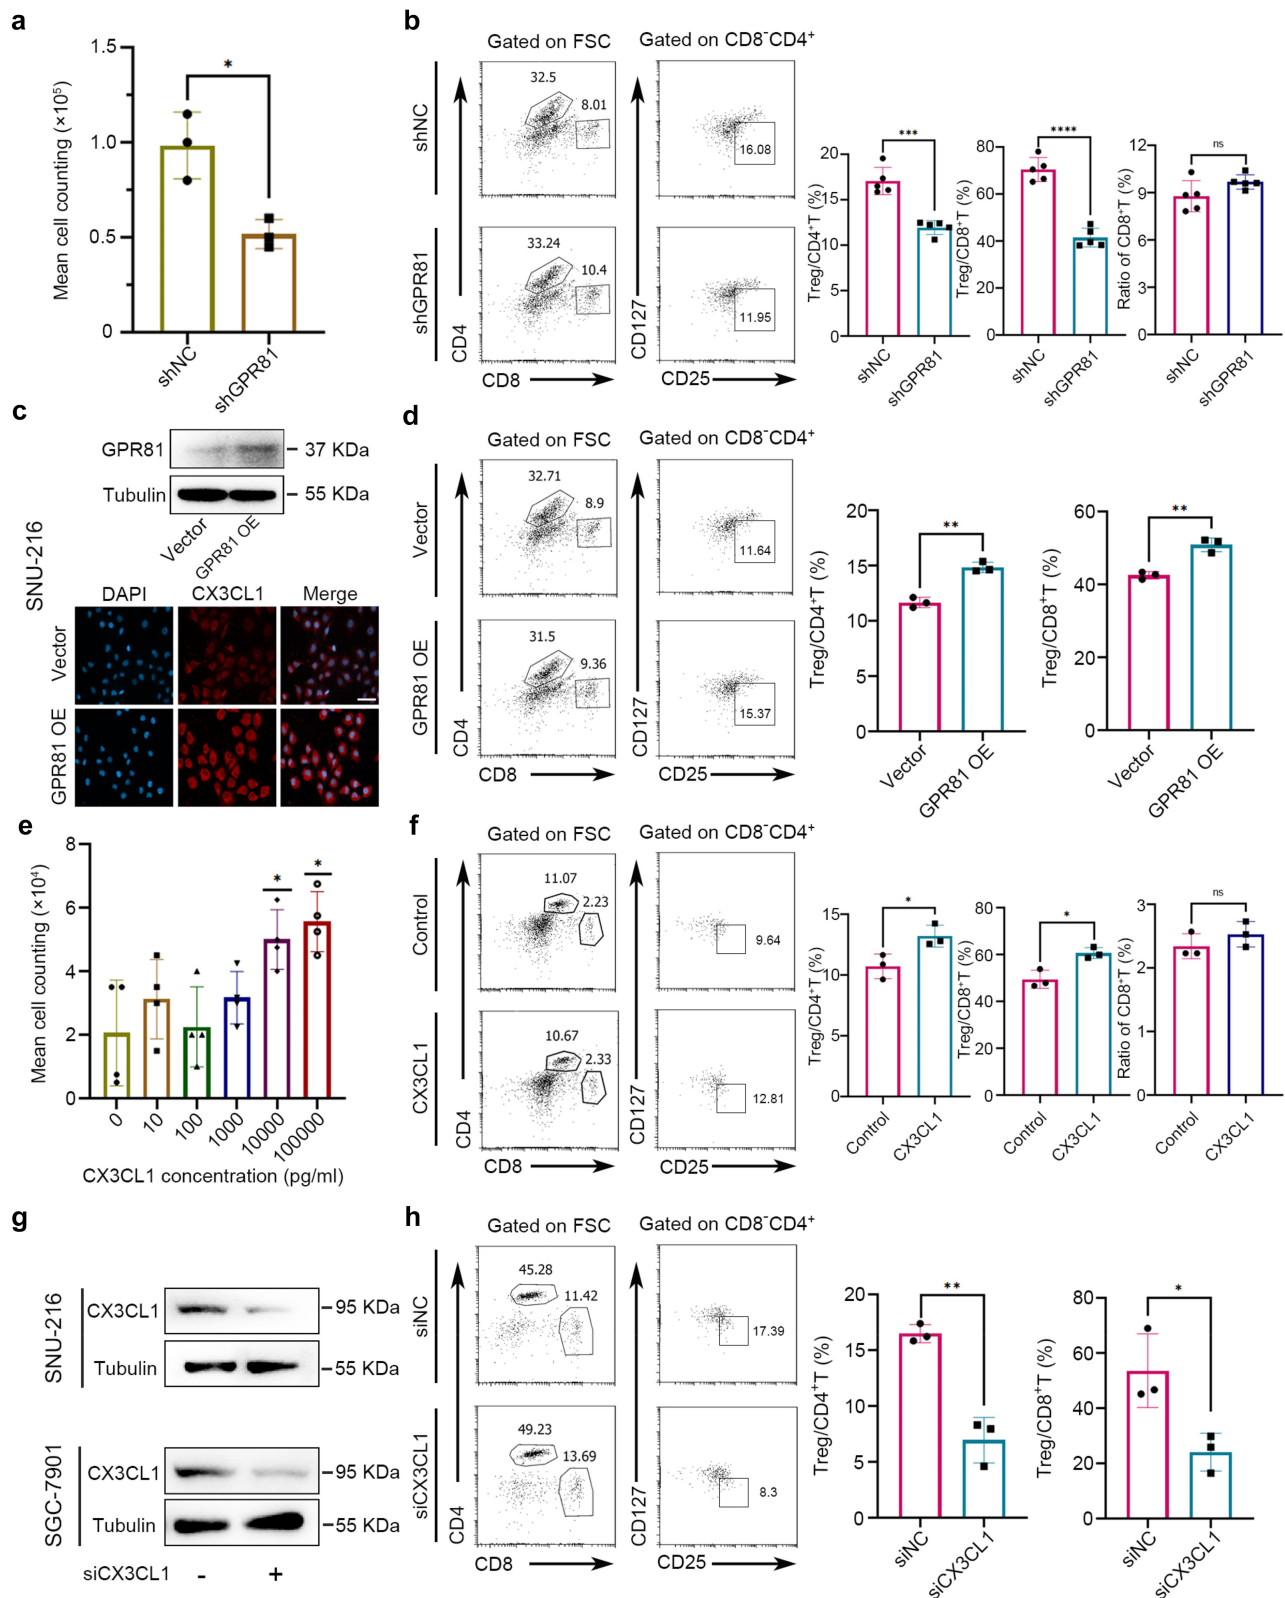 a
Mean cell counting (×10⁵)
1.5
1.0
0.5
0
*
shNC
shGPR81
b
Gated on FSC
Gated on CD8⁻CD4⁺
shNC
32.5
8.01
16.08
shGPR81
33.24
10.4
11.95
CD4
CD8
CD127
CD25
Treg/CD4⁺T (%)
20
15
10
5
0
***
shNC
shGPR81
Treg/CD8⁺T (%)
80
60
40
20
0
****
shNC
shGPR81
Ratio of CD8⁺T (%)
12
9
6
3
0
ns
shNC
shGPR81
c
SNU-216
GPR81
37 KDa
Tubulin
55 KDa
Vector
GPR81 OE
DAPI
CX3CL1
Merge
Vector
GPR81 OE
d
Gated on FSC
Gated on CD8⁻CD4⁺
Vector
32.71
8.9
11.64
GPR81 OE
31.5
9.36
15.37
CD4
CD8
CD127
CD25
Treg/CD4⁺T (%)
20
15
10
5
0
**
Vector
GPR81 OE
Treg/CD8⁺T (%)
60
40
20
0
**
Vector
GPR81 OE
e
Mean cell counting (×10⁴)
8
6
4
2
0
*
*
0
10
100
1000
10000
100000
CX3CL1 concentration (pg/ml)
f
Gated on FSC
Gated on CD8⁻CD4⁺
Control
11.07
2.23
9.64
CX3CL1
10.67
2.33
12.81
CD4
CD8
CD127
CD25
Treg/CD4⁺T (%)
15
10
5
0
*
Control
CX3CL1
Treg/CD8⁺T (%)
80
60
40
20
0
*
Control
CX3CL1
Ratio of CD8⁺T (%)
3
2
1
0
ns
Control
CX3CL1
g
SNU-216
CX3CL1
95 KDa
Tubulin
55 KDa
SGC-7901
CX3CL1
95 KDa
Tubulin
55 KDa
siCX3CL1 - +
h
Gated on FSC
Gated on CD8⁻CD4⁺
siNC
45.28
11.42
17.39
siCX3CL1
49.23
13.69
8.3
CD4
CD8
CD127
CD25
Treg/CD4⁺T (%)
20
15
10
5
0
**
siNC
siCX3CL1
Treg/CD8⁺T (%)
80
60
40
20
0
*
siNC
siCX3CL1